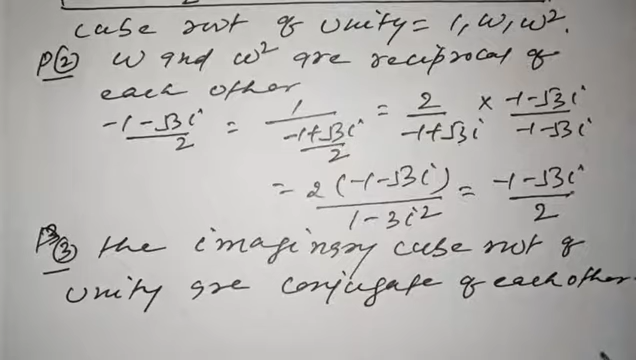 cube root of unity = 1, ω, ω².
P(2) ω and ω² are reciprocal of
each other
(-1-√3i)/2 = 1/((-1+√3i)/2) = 2/(-1+√3i) × (-1-√3i)/(-1-√3i)
= 2(-1-√3i)/(1-3i²) = (-1-√3i)/2
P(3) the imaginary cube root of
unity are conjugate of each other.